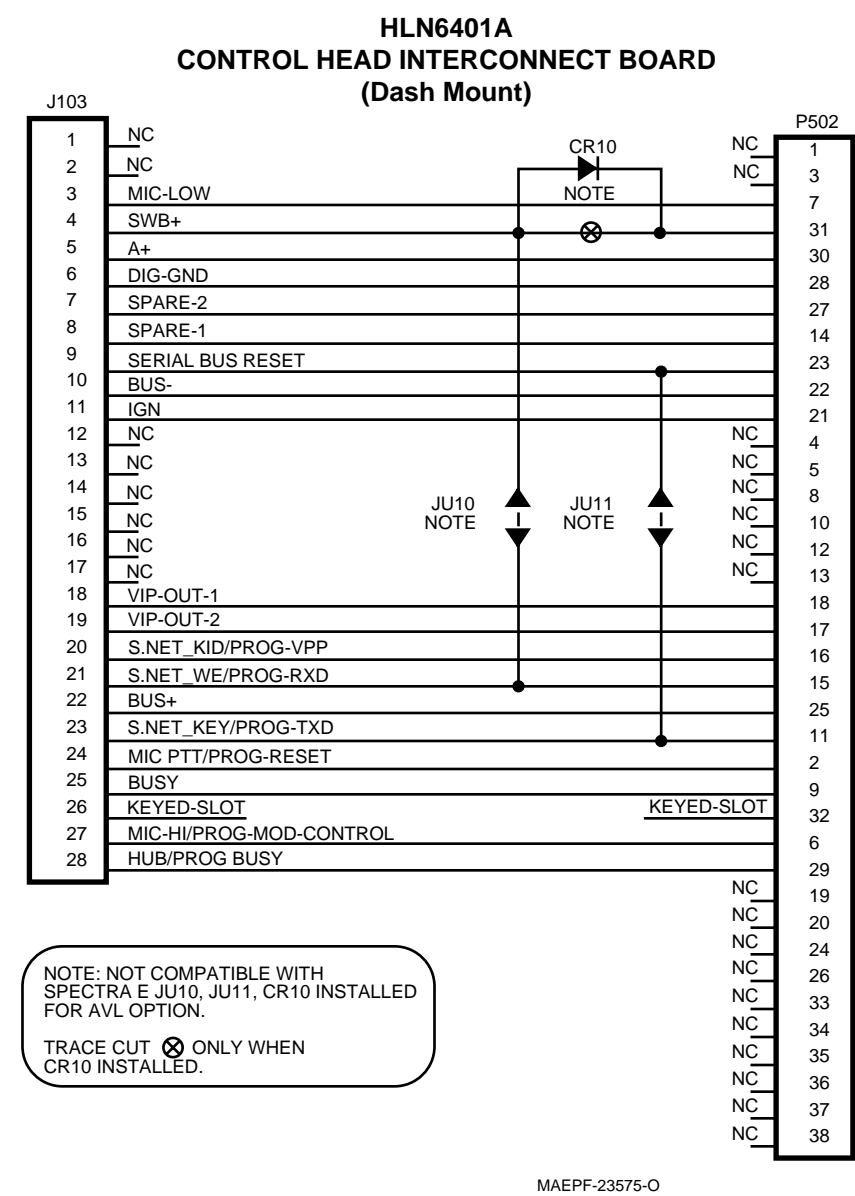 HLN6401A
CONTROL HEAD INTERCONNECT BOARD
(Dash Mount)
J103
P502
1 NC NC 1
2 NC NC 3
CR10
NOTE
3 MIC-LOW 7
4 SWB+ 31
5 A+ 30
6 DIG-GND 28
7 SPARE-2 27
8 SPARE-1 14
9 SERIAL BUS RESET 23
10 BUS- 22
11 IGN 21
12 NC NC 4
13 NC NC 5
14 NC NC 8
15 NC NC 10
16 NC NC 12
17 NC NC 13
JU10
NOTE
JU11
NOTE
18 VIP-OUT-1 18
19 VIP-OUT-2 17
20 S.NET_KID/PROG-VPP 16
21 S.NET_WE/PROG-RXD 15
22 BUS+ 25
23 S.NET_KEY/PROG-TXD 11
24 MIC PTT/PROG-RESET 2
25 BUSY 9
26 KEYED-SLOT KEYED-SLOT 32
27 MIC-HI/PROG-MOD-CONTROL 6
28 HUB/PROG BUSY 29
NC 19
NC 20
NC 24
NC 26
NC 33
NC 34
NC 35
NC 36
NC 37
NC 38
NOTE: NOT COMPATIBLE WITH
SPECTRA E JU10, JU11, CR10 INSTALLED
FOR AVL OPTION.
TRACE CUT ⊗ ONLY WHEN
CR10 INSTALLED.
MAEPF-23575-O